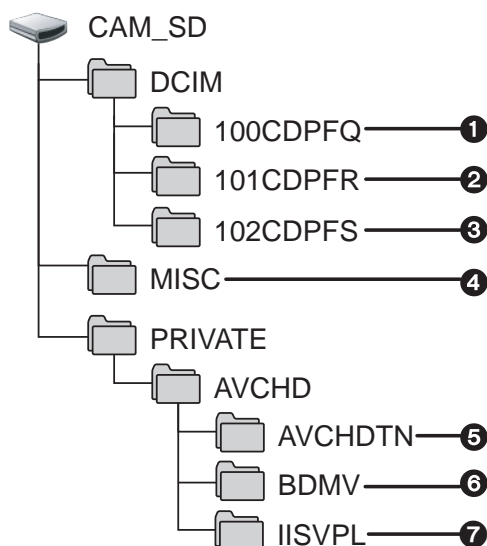 CAM_SD
DCIM
100CDPFQ 1
101CDPFR 2
102CDPFS 3
MISC 4
PRIVATE
AVCHD
AVCHDTN 5
BDMV 6
IISVPL 7